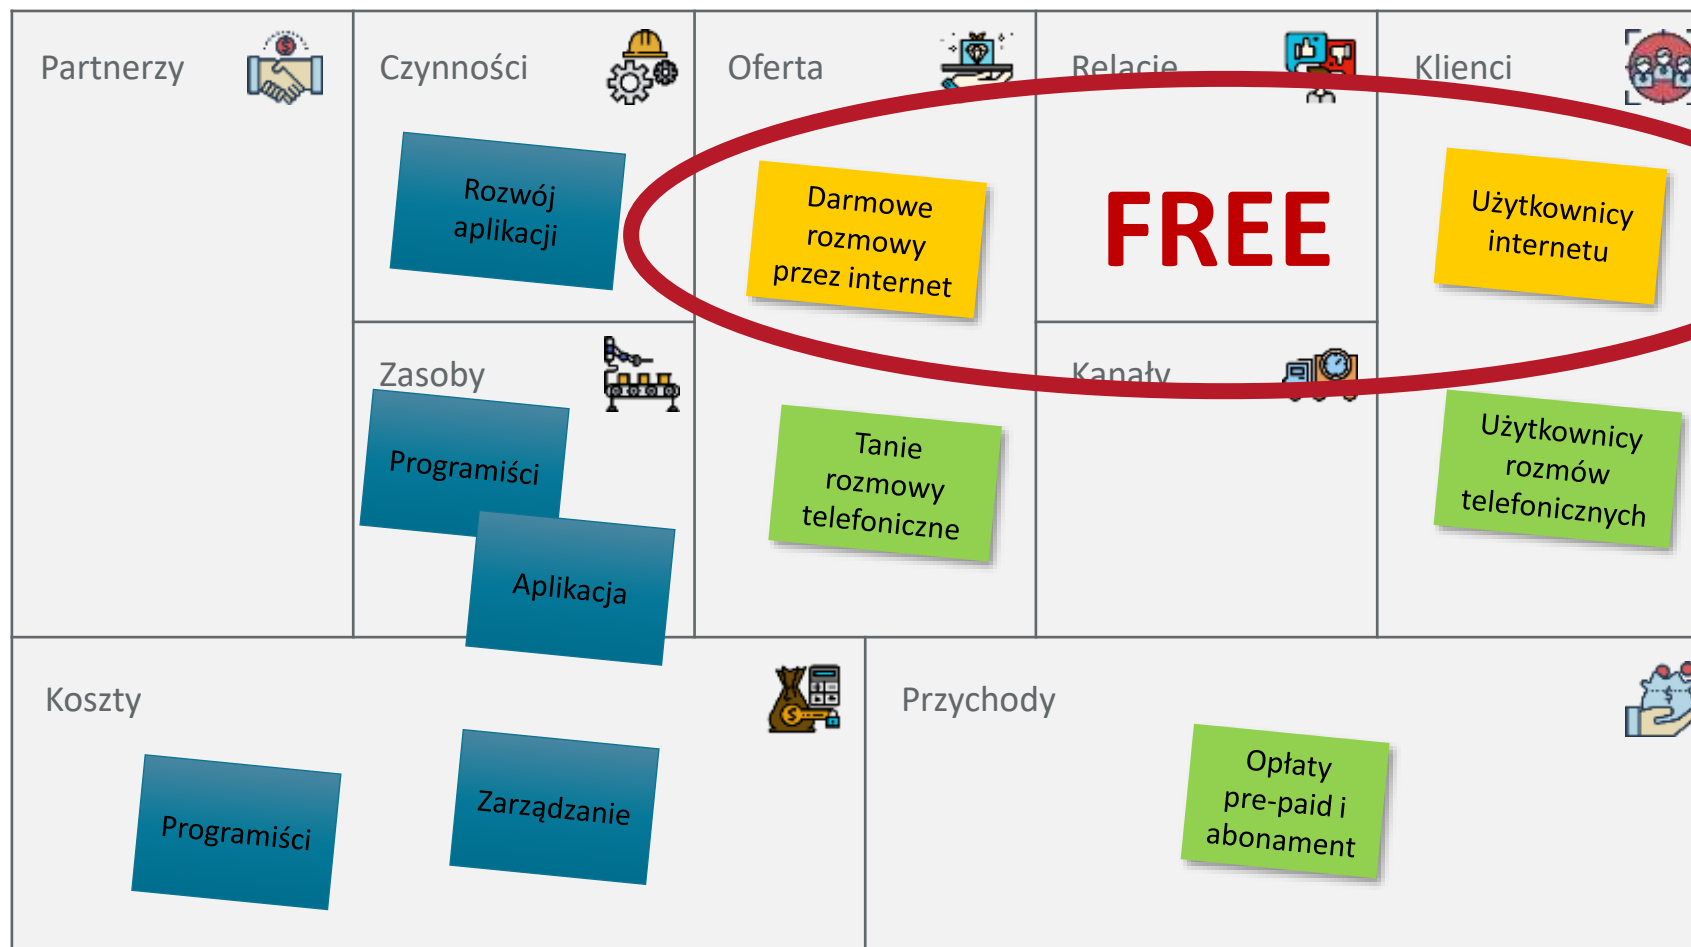 Partnerzy
Czynności
Oferta
Relacje
Klienci
Rozwój
aplikacji
Darmowe
rozmowy
przez internet
FREE
Użytkownicy
internetu
Zasoby
Kanały
Programiści
Aplikacja
Tanie
rozmowy
telefoniczne
Użytkownicy
rozmów
telefonicznych
Koszty
Przychody
Programiści
Zarządzanie
Opłaty
pre-paid i
abonament